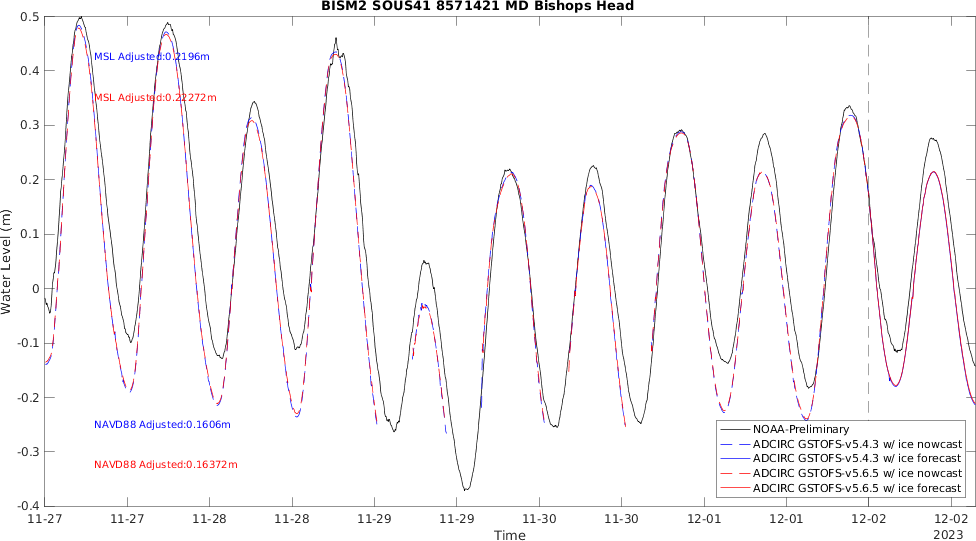 BISM2 SOUS41 8571421 MD Bishops Head
0.5
0.4
0.3
0.2
0.1
0
-0.1
-0.2
-0.3
-0.4
Water Level (m)
MSL Adjusted:0.2196m
MSL Adjusted:0.22272m
NAVD88 Adjusted:0.1606m
NAVD88 Adjusted:0.16372m
NOAA-Preliminary
ADCIRC GSTOFS-v5.4.3 w/ ice nowcast
ADCIRC GSTOFS-v5.4.3 w/ ice forecast
ADCIRC GSTOFS-v5.6.5 w/ ice nowcast
ADCIRC GSTOFS-v5.6.5 w/ ice forecast
11-27 11-27 11-28 11-28 11-29 11-29 11-30 11-30 12-01 12-01 12-02 12-02
Time
2023